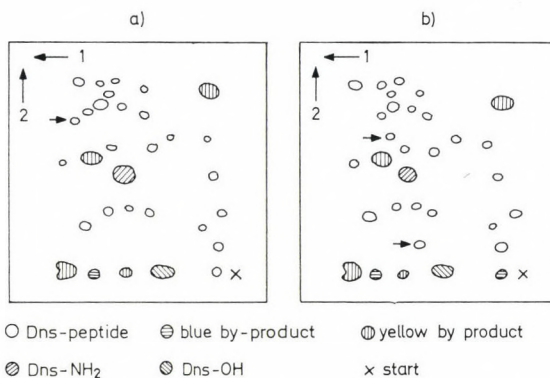 a)
b)
1
2
1
2
Dns-peptide
blue by-product
yellow by product
Dns-NH₂
Dns-OH
× start